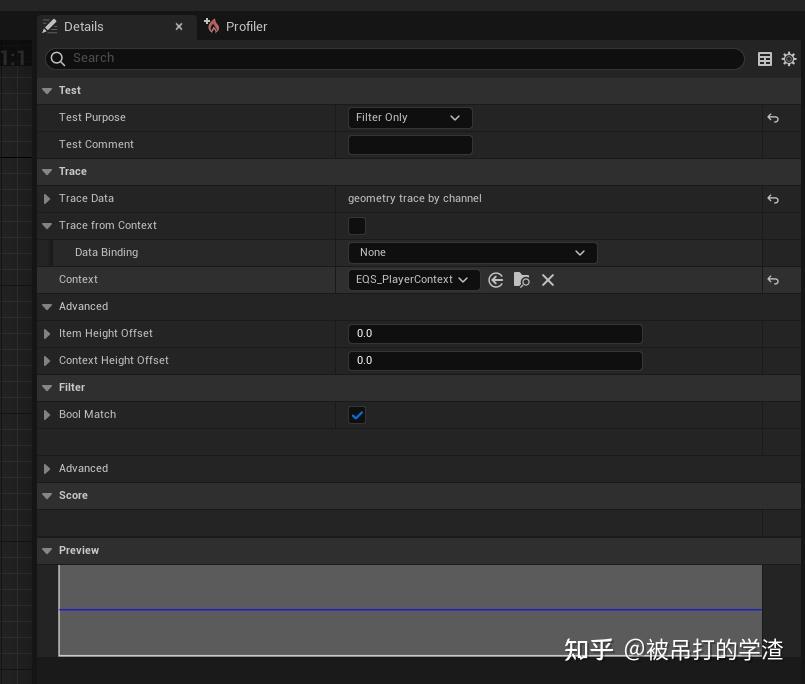 Details
Profiler
1:1
Search
Test
Test Purpose Filter Only
Test Comment
Trace
Trace Data geometry trace by channel
Trace from Context
Data Binding None
Context EQS_PlayerContext
Advanced
Item Height Offset 0.0
Context Height Offset 0.0
Filter
Bool Match
Advanced
Score
Preview
知乎 @被吊打的学渣